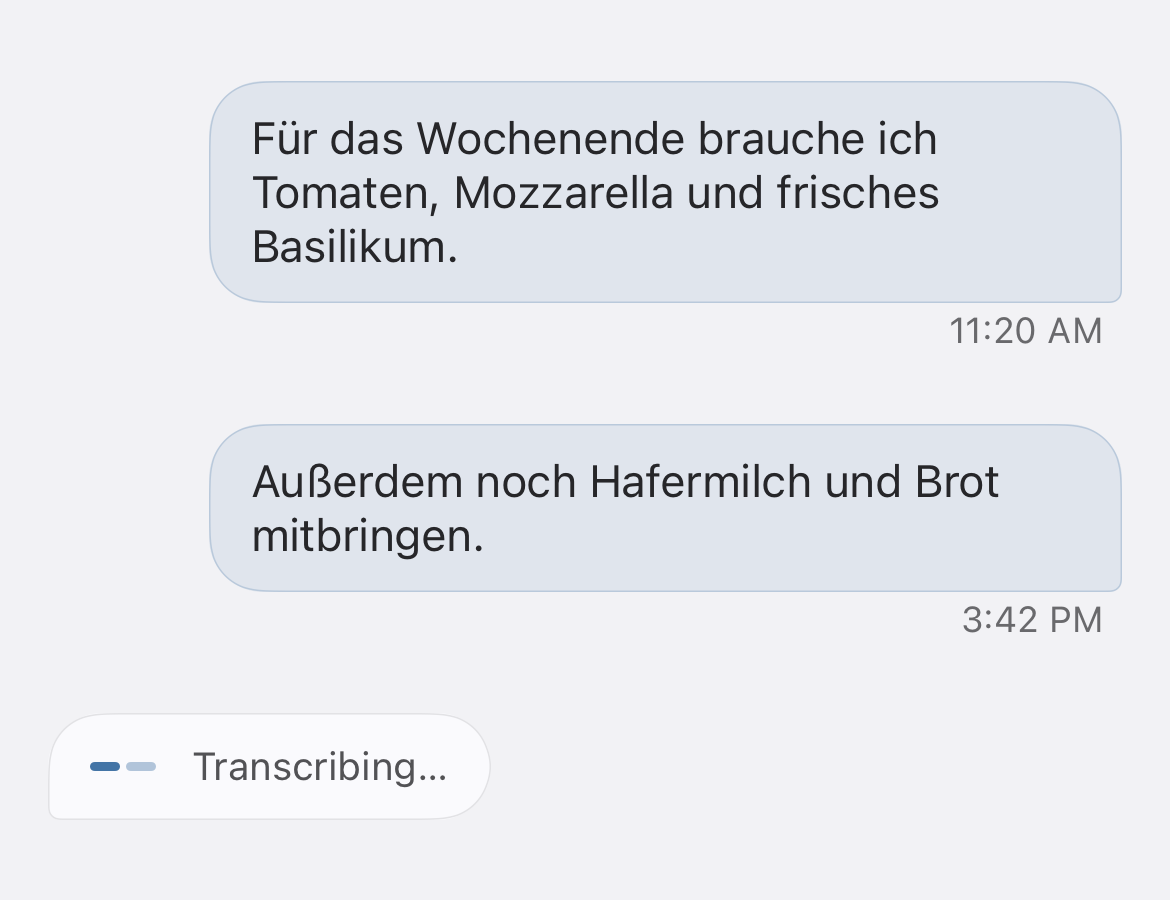 Für das Wochenende brauche ich
Tomaten, Mozzarella und frisches
Basilikum.
11:20 AM
Außerdem noch Hafermilch und Brot
mitbringen.
3:42 PM
Transcribing...